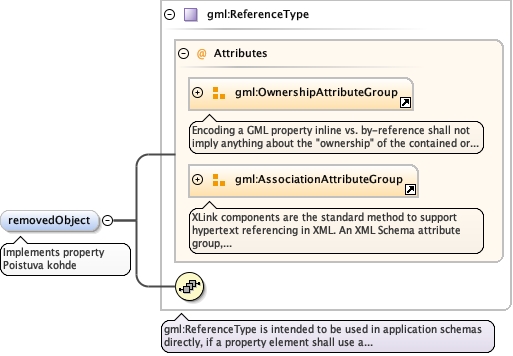 gml:ReferenceType
@ Attributes
gml:OwnershipAttributeGroup
Encoding a GML property inline vs. by-reference shall not
imply anything about the "ownership" of the contained or...
gml:AssociationAttributeGroup
XLink components are the standard method to support
hypertext referencing in XML. An XML Schema attribute
group,...
removedObject
Implements property
Poistuva kohde
gml:ReferenceType is intended to be used in application schemas
directly, if a property element shall use a...